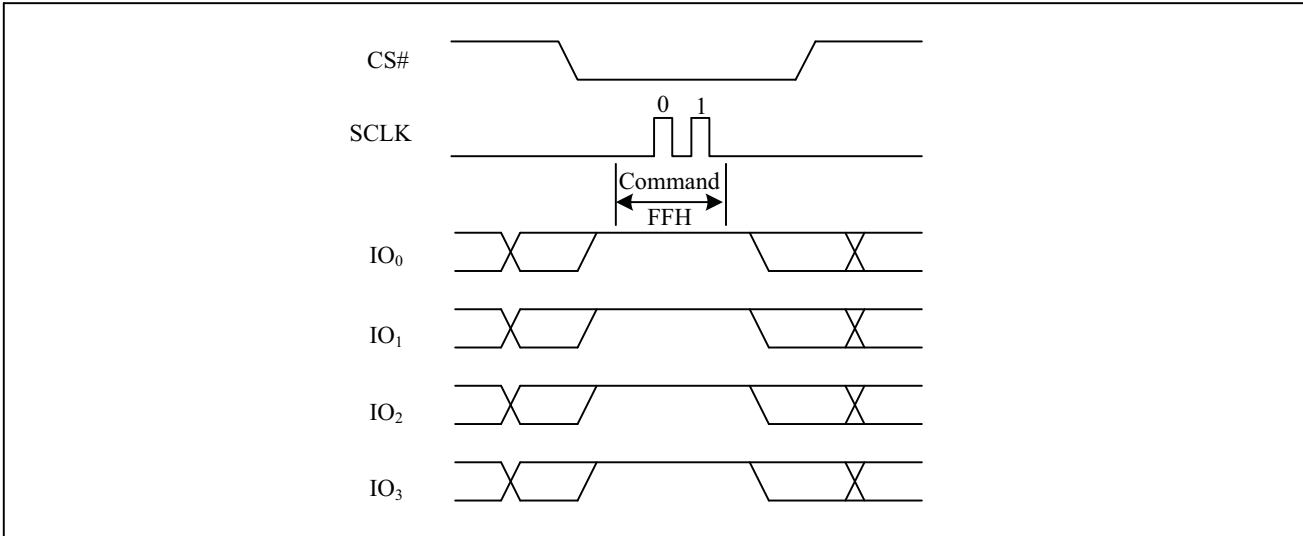 CS#
0 1
SCLK
Command
FFH
IO₀
IO₁
IO₂
IO₃